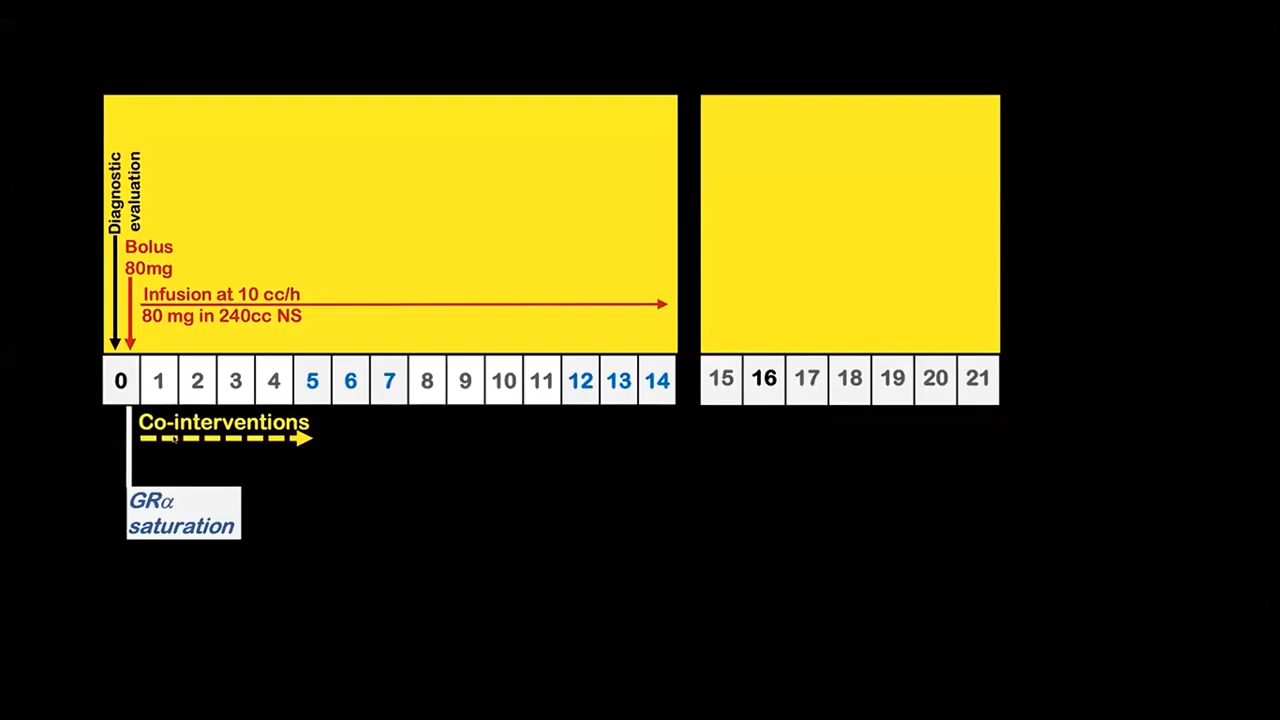 Diagnostic
evaluation
Bolus
80mg
Infusion at 10 cc/h
80 mg in 240cc NS
0 1 2 3 4 5 6 7 8 9 10 11 12 13 14 15 16 17 18 19 20 21
Co-interventions
GRα
saturation